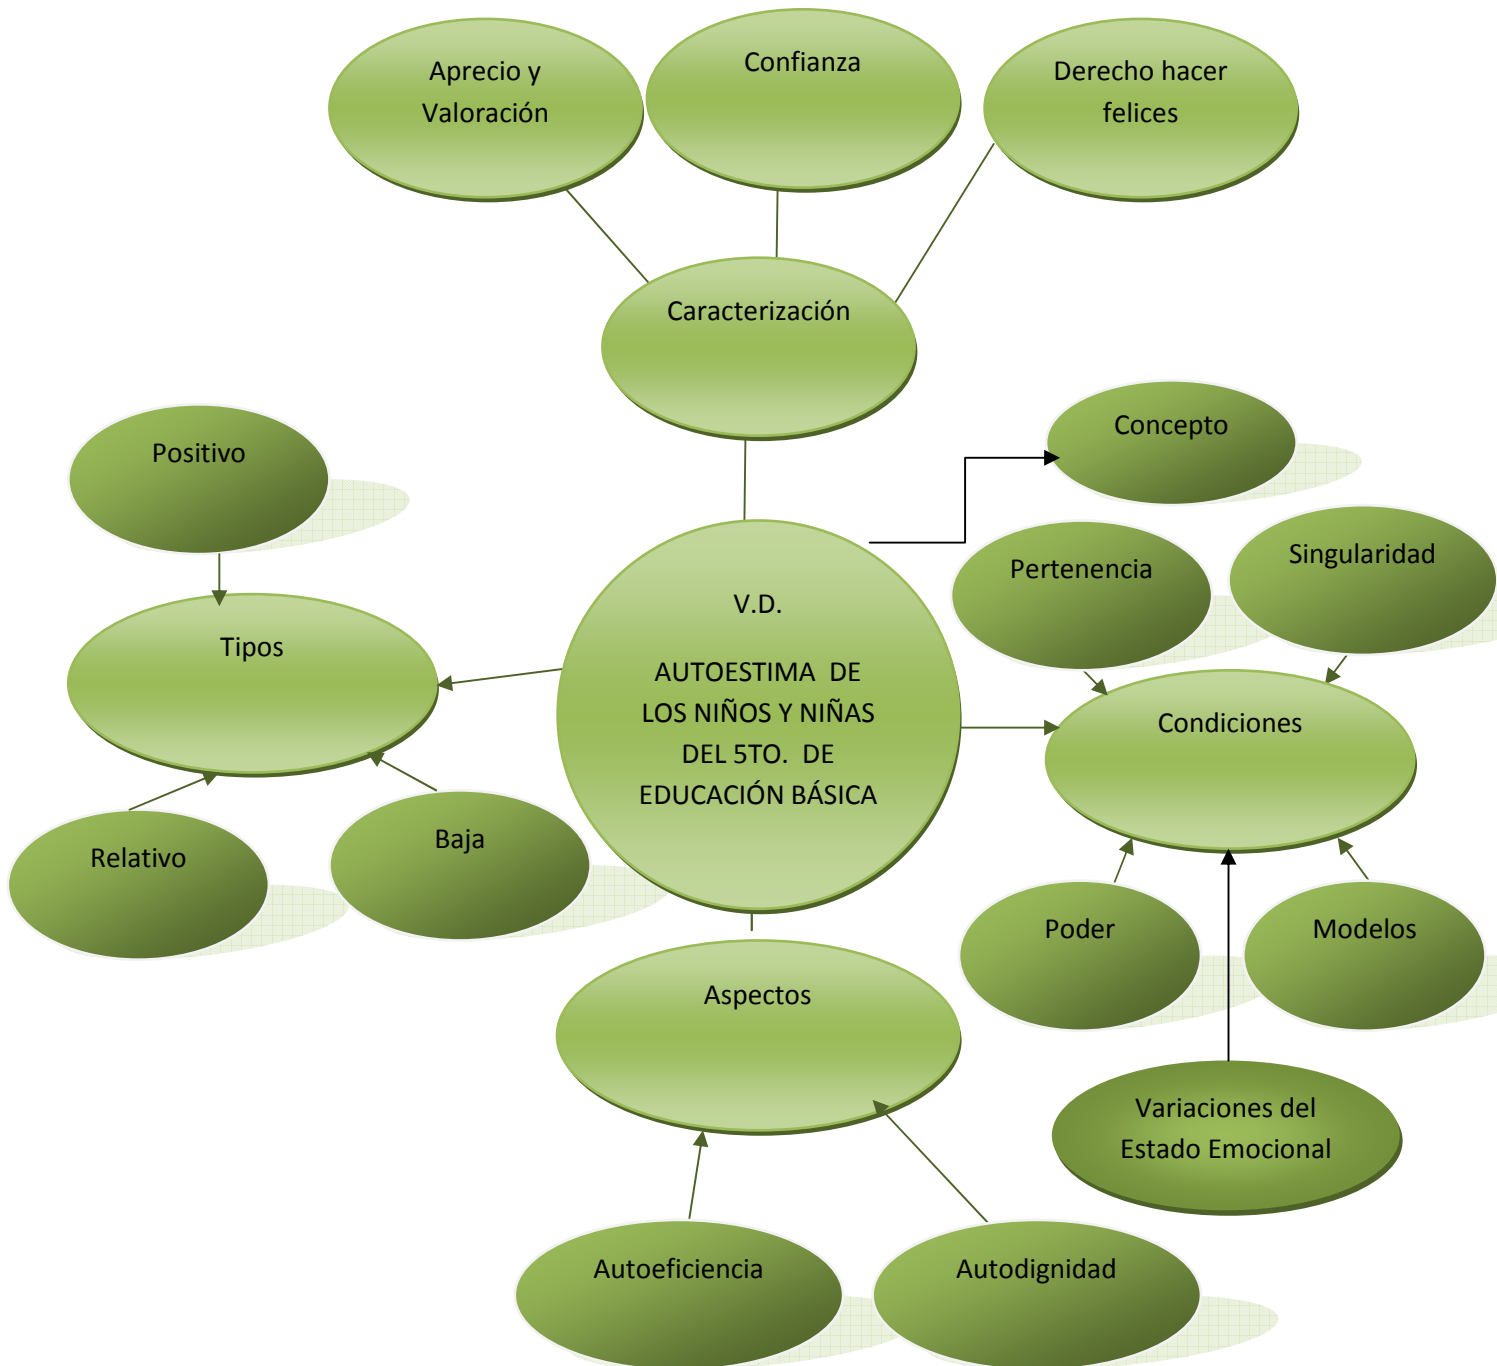 Aprecio y
Valoración
Confianza
Derecho hacer
felices
Caracterización
Concepto
Positivo
Pertenencia
Singularidad
Tipos
V.D.
AUTOESTIMA DE
LOS NIÑOS Y NIÑAS
DEL 5TO. DE
EDUCACIÓN BÁSICA
Condiciones
Relativo
Baja
Poder
Modelos
Aspectos
Variaciones del
Estado Emocional
Autoeficiencia
Autodignidad